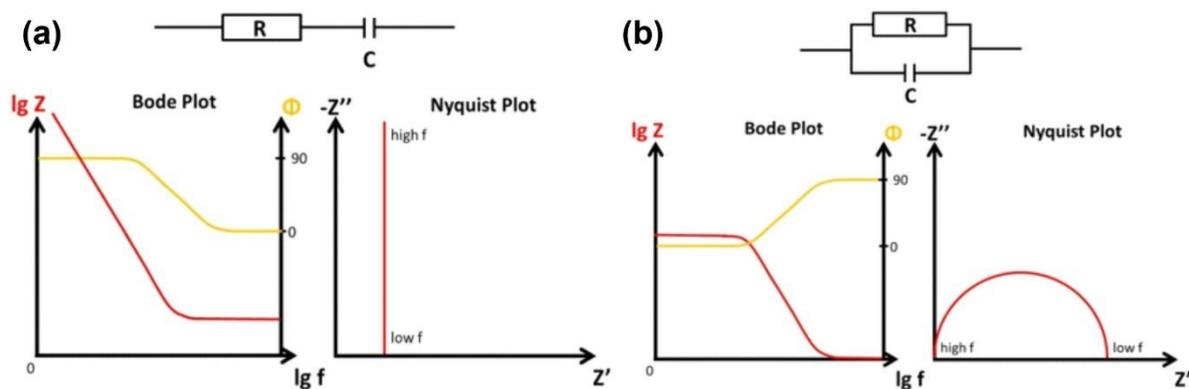 (a)
R
C
lg Z
Bode Plot
Φ
-Z''
Nyquist Plot
90
high f
0
low f
0
lg f
Z'
(b)
R
C
lg Z
Bode Plot
Φ
-Z''
Nyquist Plot
90
0
high f
low f
0
lg f
Z'